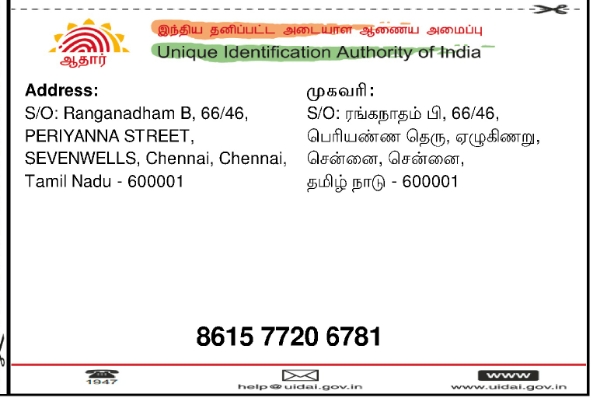 இந்திய தனிப்பட்ட அடையாள ஆணைய அமைப்பு
Unique Identification Authority of India
ஆதார்
Address:
S/O: Ranganadham B, 66/46,
PERIYANNA STREET,
SEVENWELLS, Chennai, Chennai,
Tamil Nadu - 600001
முகவரி:
S/O: ரங்கநாதம் பி, 66/46,
பெரியண்ண தெரு, ஏழுகிணறு,
சென்னை, சென்னை,
தமிழ் நாடு - 600001
8615 7720 6781
1947
help@uidai.gov.in
www
www.uidai.gov.in